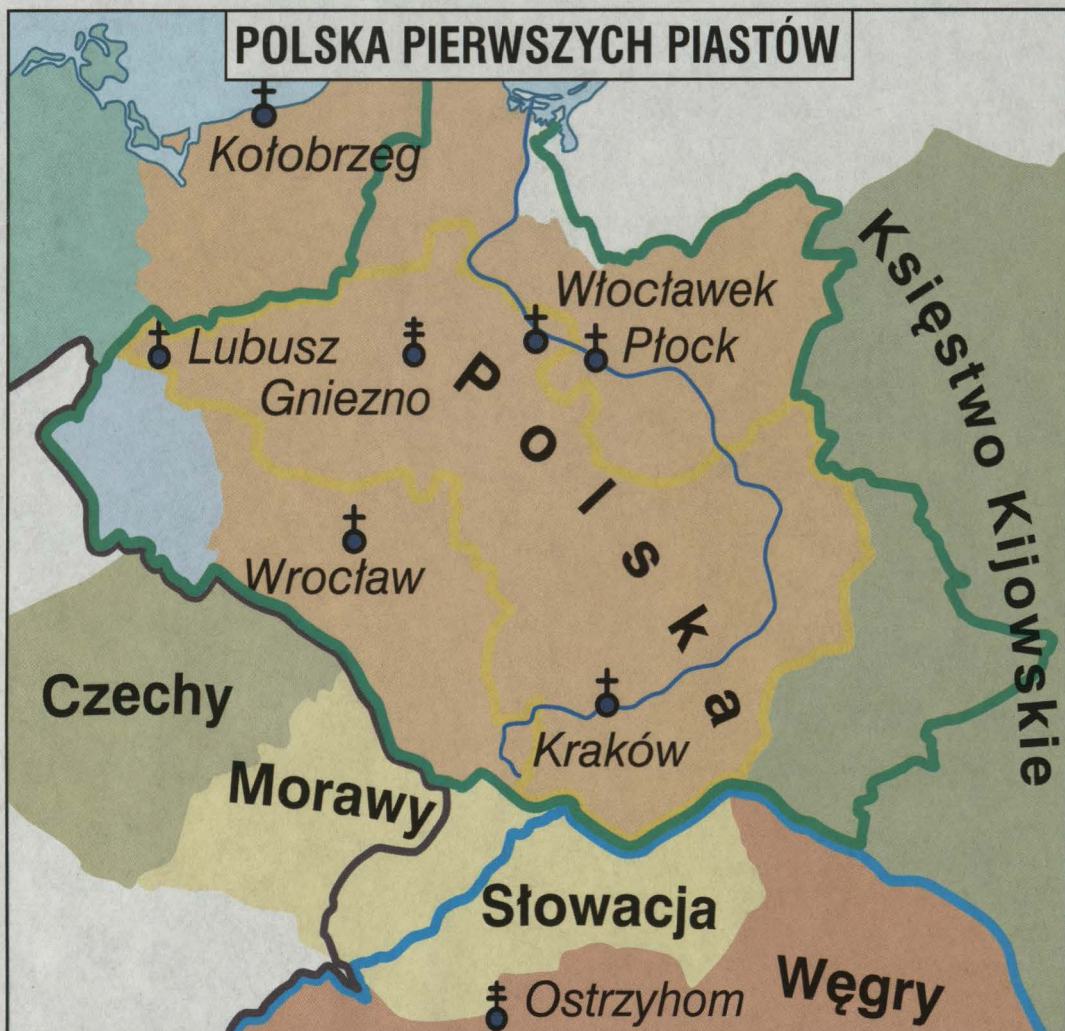 POLSKA PIERWSZYCH PIASTÓW
Kołobrzeg
Księstwo Kijowskie
Włocławek
Lubusz
Płock
Gniezno
Polska
Wrocław
Czechy
Kraków
Morawy
Słowacja
Węgry
Ostrzyhom